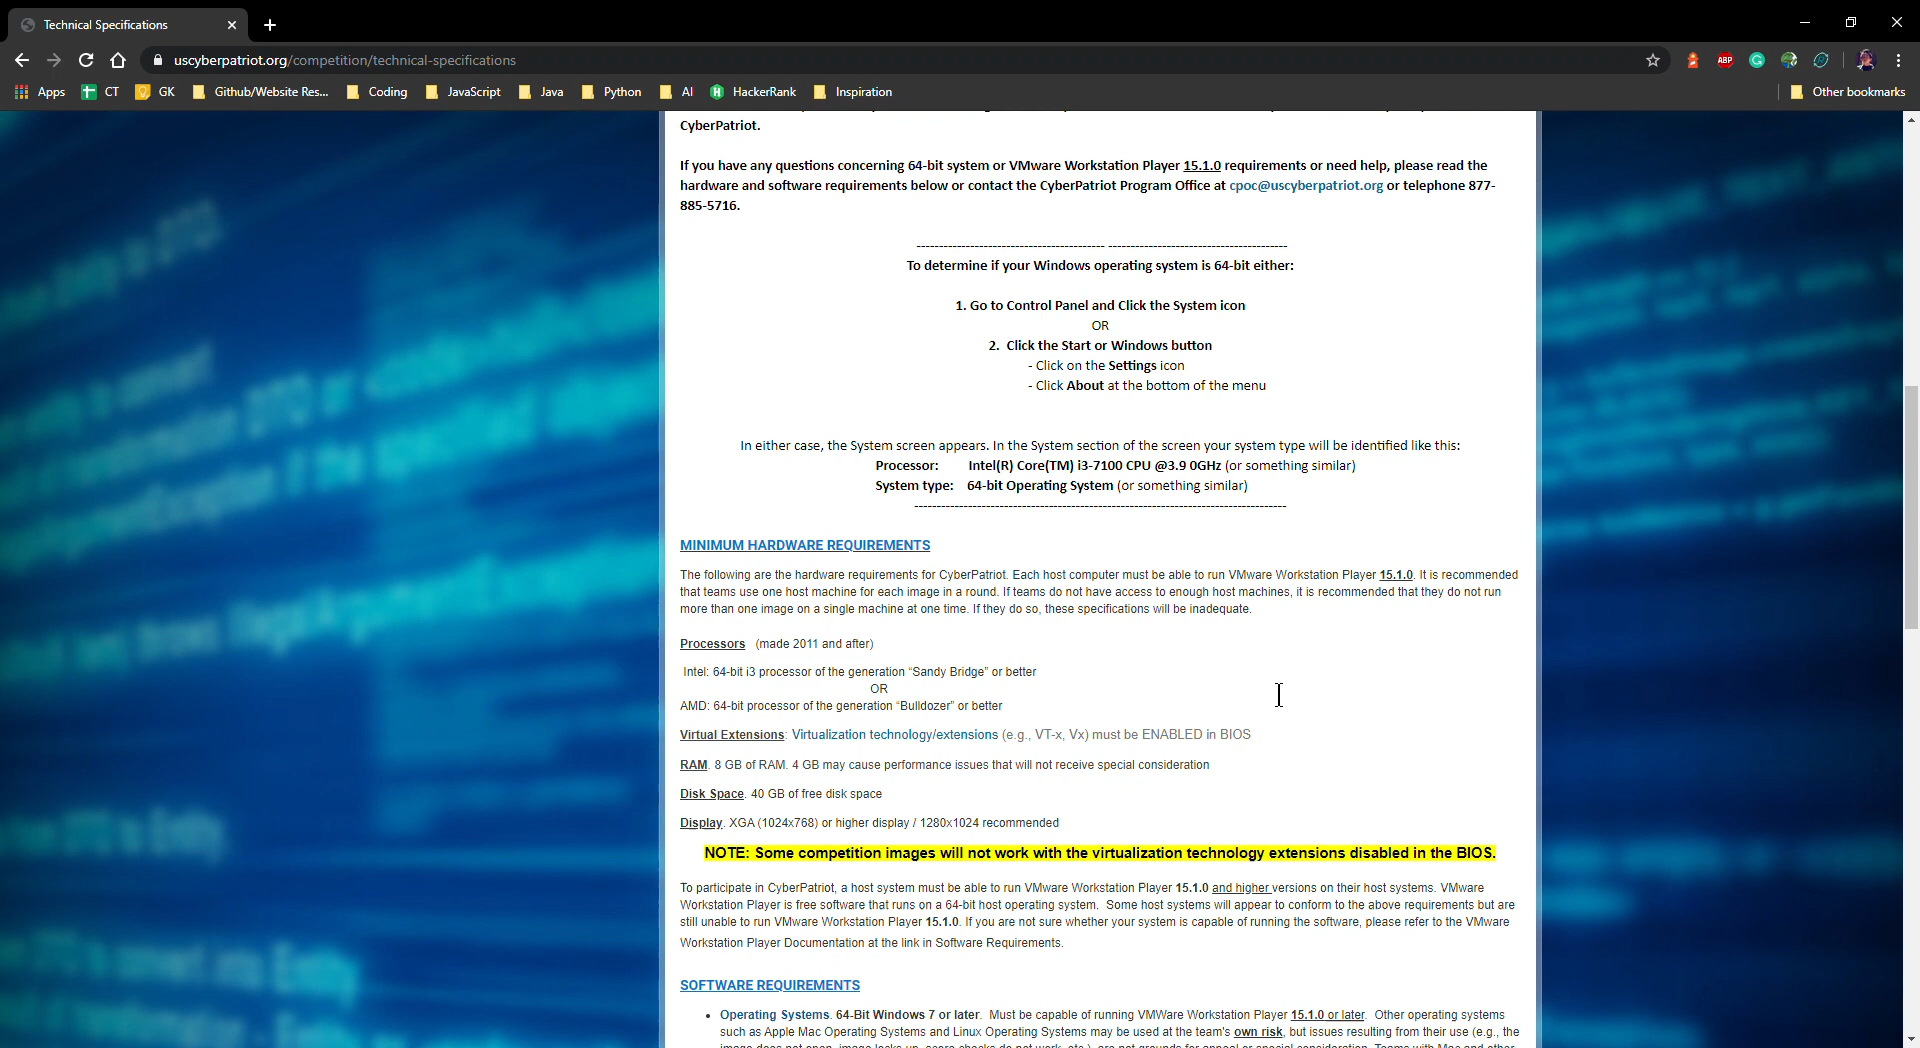 Technical Specifications
uscyberpatriot.org/competition/technical-specifications
Apps CT GK Github/Website Res... Coding JavaScript Java Python AI HackerRank Inspiration Other bookmarks
ABP
CyberPatriot.
If you have any questions concerning 64-bit system or VMware Workstation Player 15.1.0 requirements or need help, please read the
hardware and software requirements below or contact the CyberPatriot Program Office at cpoc@uscyberpatriot.org or telephone 877-
885-5716.
To determine if your Windows operating system is 64-bit either:
1. Go to Control Panel and Click the System icon
OR
2. Click the Start or Windows button
- Click on the Settings icon
- Click About at the bottom of the menu
In either case, the System screen appears. In the System section of the screen your system type will be identified like this:
Processor: Intel(R) Core(TM) i3-7100 CPU @3.9 0GHz (or something similar)
System type: 64-bit Operating System (or something similar)
MINIMUM HARDWARE REQUIREMENTS
The following are the hardware requirements for CyberPatriot. Each host computer must be able to run VMware Workstation Player 15.1.0. It is recommended
that teams use one host machine for each image in a round. If teams do not have access to enough host machines, it is recommended that they do not run
more than one image on a single machine at one time. If they do so, these specifications will be inadequate.
Processors (made 2011 and after)
Intel: 64-bit i3 processor of the generation “Sandy Bridge” or better
OR
AMD: 64-bit processor of the generation “Bulldozer” or better
Virtual Extensions: Virtualization technology/extensions (e.g., VT-x, Vx) must be ENABLED in BIOS
RAM. 8 GB of RAM. 4 GB may cause performance issues that will not receive special consideration
Disk Space. 40 GB of free disk space
Display. XGA (1024x768) or higher display / 1280x1024 recommended
NOTE: Some competition images will not work with the virtualization technology extensions disabled in the BIOS.
To participate in CyberPatriot, a host system must be able to run VMware Workstation Player 15.1.0 and higher versions on their host systems. VMware
Workstation Player is free software that runs on a 64-bit host operating system. Some host systems will appear to conform to the above requirements but are
still unable to run VMware Workstation Player 15.1.0. If you are not sure whether your system is capable of running the software, please refer to the VMware
Workstation Player Documentation at the link in Software Requirements.
SOFTWARE REQUIREMENTS
• Operating Systems. 64-Bit Windows 7 or later. Must be capable of running VMWare Workstation Player 15.1.0 or later. Other operating systems
such as Apple Mac Operating Systems and Linux Operating Systems may be used at the team's own risk, but issues resulting from their use (e.g., the